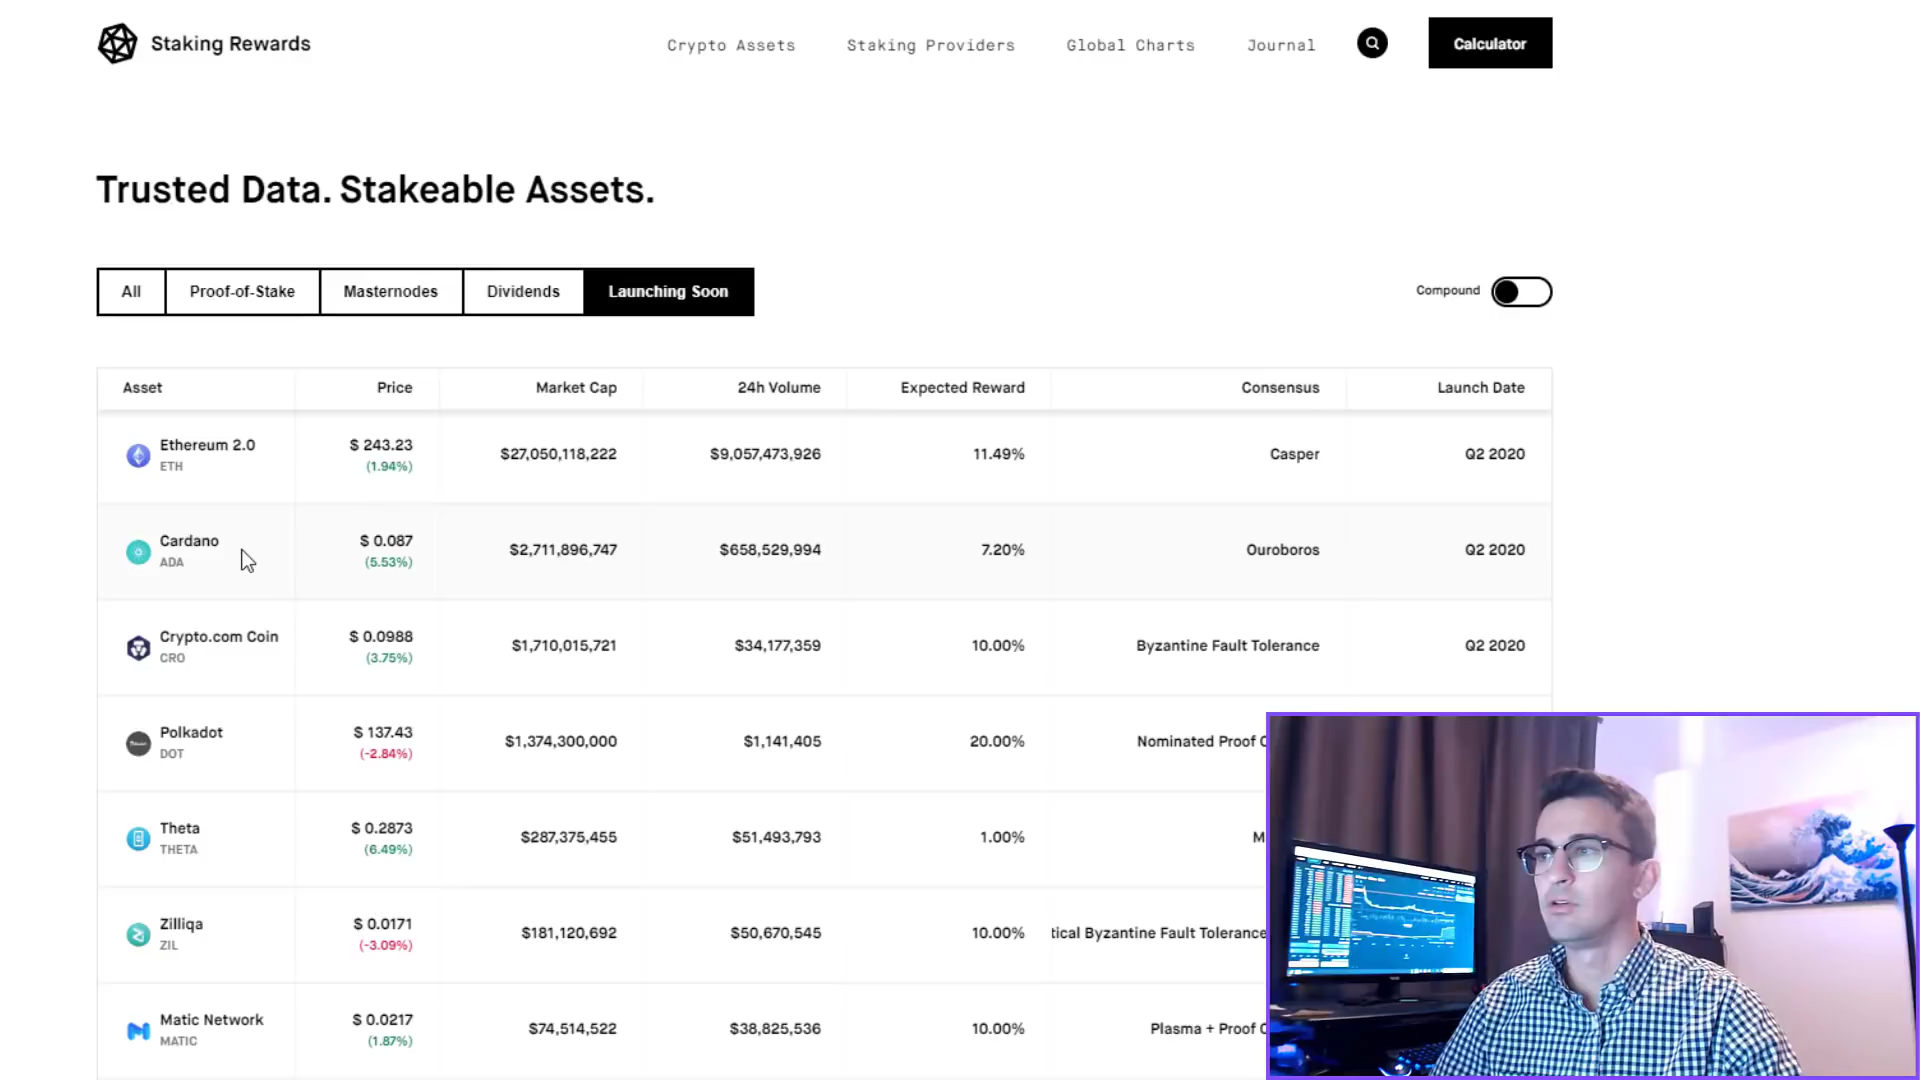 Staking Rewards
Crypto Assets
Staking Providers
Global Charts
Journal
Calculator
Trusted Data. Stakeable Assets.
All
Proof-of-Stake
Masternodes
Dividends
Launching Soon
Compound
Asset Price Market Cap 24h Volume Expected Reward Consensus Launch Date
Ethereum 2.0 $ 243.23
$27,050,118,222 $9,057,473,926 11.49% Casper Q2 2020
ETH (1.94%)
Cardano $ 0.087
$2,711,896,747 $658,529,994 7.20% Ouroboros Q2 2020
ADA (5.53%)
Crypto.com Coin $ 0.0988
$1,710,015,721 $34,177,359 10.00% Byzantine Fault Tolerance Q2 2020
CRO (3.75%)
Polkadot $ 137.43
$1,374,300,000 $1,141,405 20.00% Nominated Proof
DOT (-2.84%)
Theta $ 0.2873
$287,375,455 $51,493,793 1.00% M
THETA (6.49%)
Zilliqa $ 0.0171
$181,120,692 $50,670,545 10.00% tical Byzantine Fault Tolerance
ZIL (-3.09%)
Matic Network $ 0.0217
$74,514,522 $38,825,536 10.00% Plasma + Proof
MATIC (1.87%)